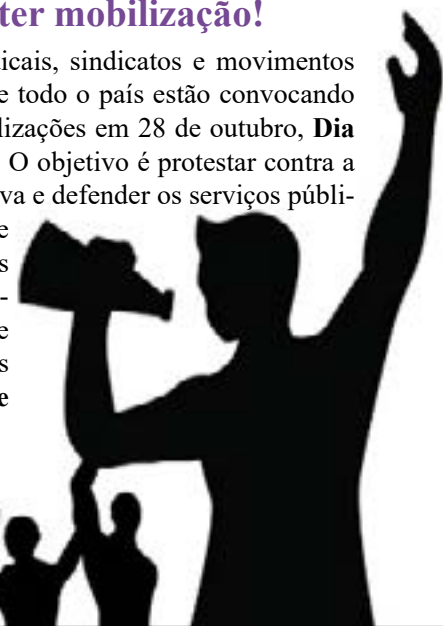 ter mobilização!
icais, sindicatos e movimentos
e todo o país estão convocando
lizações em 28 de outubro, Dia
O objetivo é protestar contra a
va e defender os serviços públi-
e
s
-
e
s
e